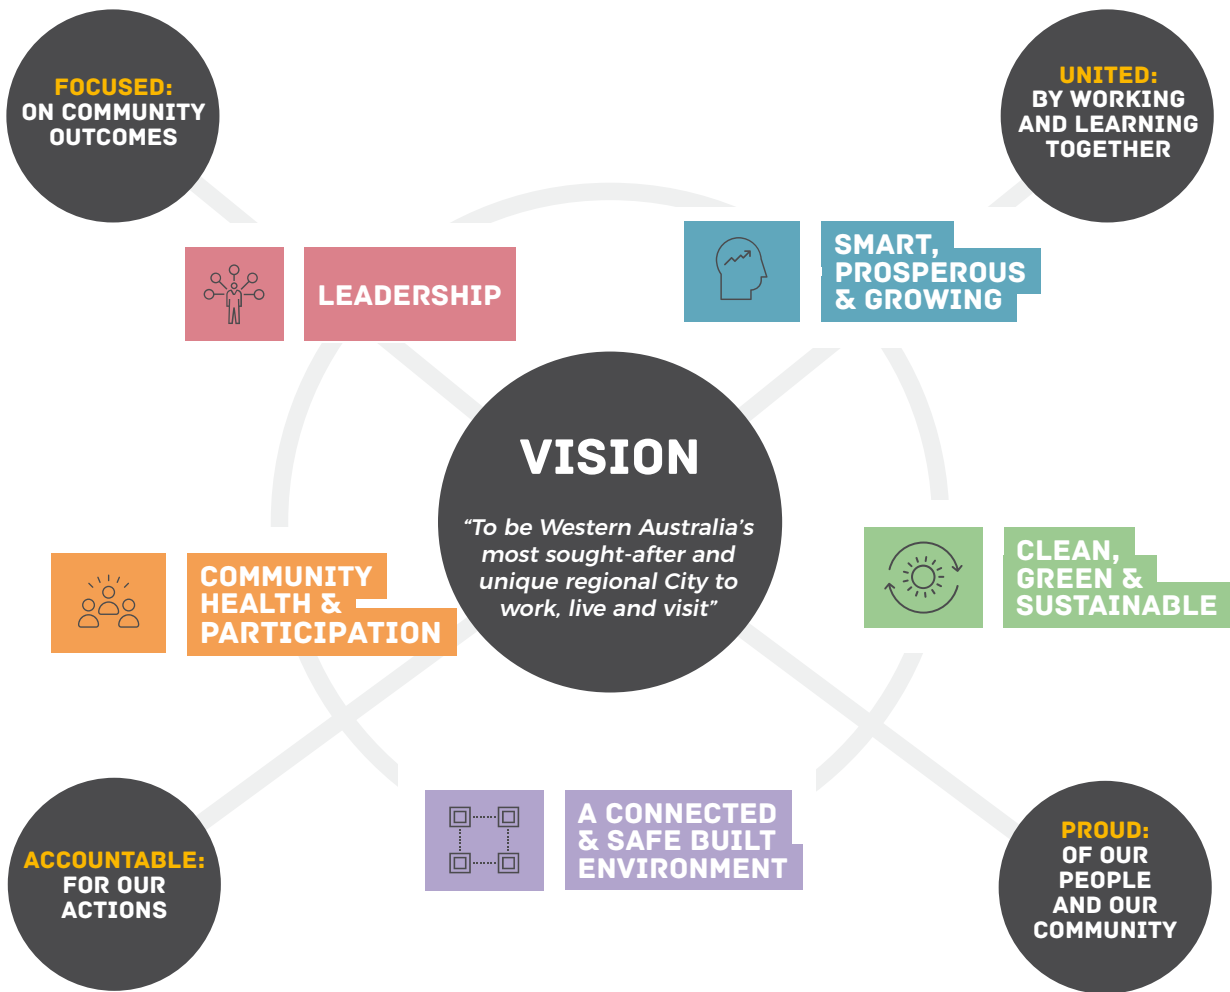 FOCUSED:
ON COMMUNITY
OUTCOMES
UNITED:
BY WORKING
AND LEARNING
TOGETHER
LEADERSHIP
SMART,
PROSPEROUS
& GROWING
VISION
“To be Western Australia’s
most sought-after and
unique regional City to
work, live and visit”
COMMUNITY
HEALTH &
PARTICIPATION
CLEAN,
GREEN &
SUSTAINABLE
A CONNECTED
& SAFE BUILT
ENVIRONMENT
ACCOUNTABLE:
FOR OUR
ACTIONS
PROUD:
OF OUR
PEOPLE
AND OUR
COMMUNITY